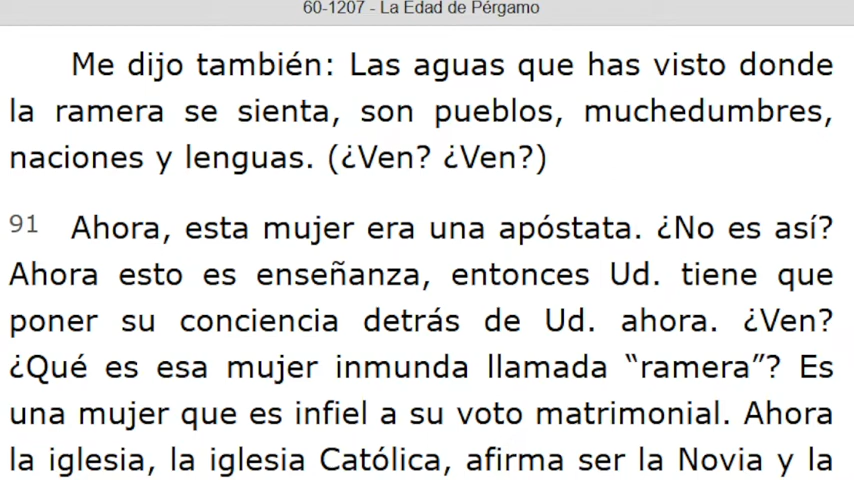 60-1207 - La Edad de Pérgamo
Me dijo también: Las aguas que has visto donde
la ramera se sienta, son pueblos, muchedumbres,
naciones y lenguas. (¿Ven? ¿Ven?)
91 Ahora, esta mujer era una apóstata. ¿No es así?
Ahora esto es enseñanza, entonces Ud. tiene que
poner su conciencia detrás de Ud. ahora. ¿Ven?
¿Qué es esa mujer inmunda llamada “ramera”? Es
una mujer que es infiel a su voto matrimonial. Ahora
la iglesia, la iglesia Católica, afirma ser la Novia y la